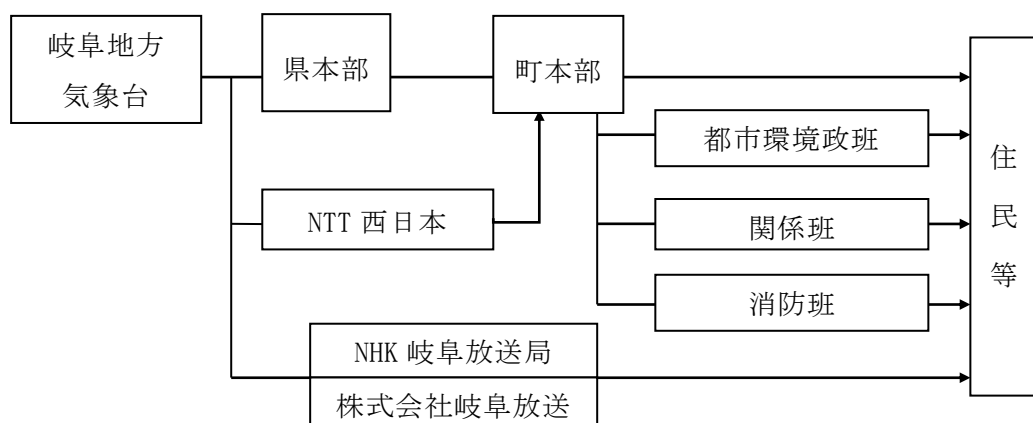 岐阜地方
気象台
県本部
町本部
都市環境政班
NTT 西日本
関係班
消防班
NHK 岐阜放送局
株式会社岐阜放送
住
民
等